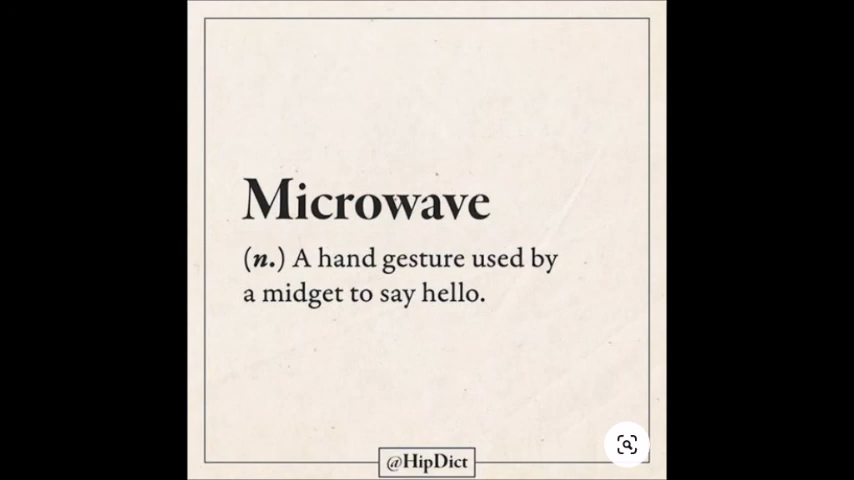 Microwave
(n.) A hand gesture used by
a midget to say hello.
@HipDict